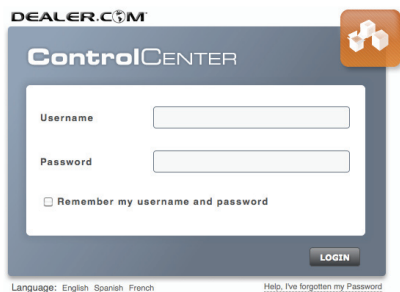 DEALER.COM
ControlCENTER
Username
Password
Remember my username and password
LOGIN
Language: English Spanish French
Help, I've forgotten my Password